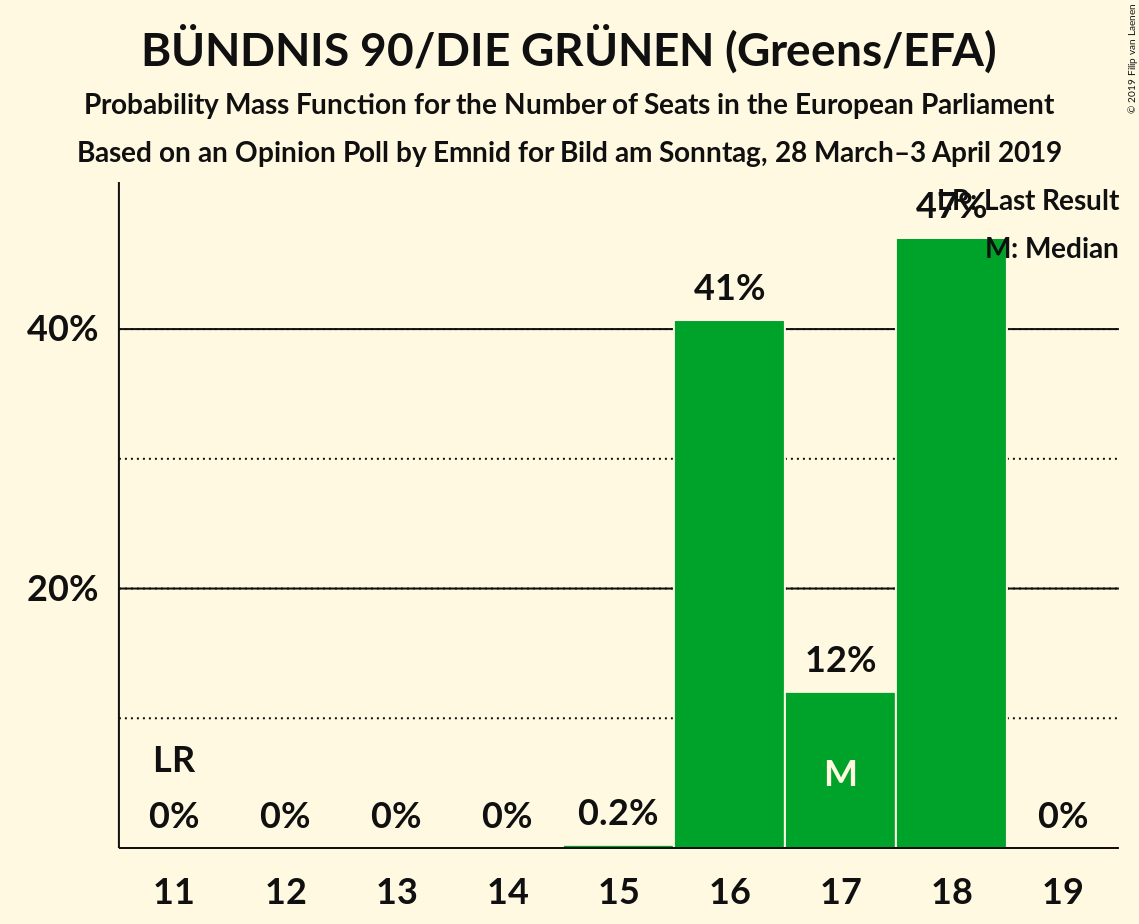 BÜNDNIS 90/DIE GRÜNEN (Greens/EFA)
Probability Mass Function for the Number of Seats in the European Parliament
Based on an Opinion Poll by Emnid for Bild am Sonntag, 28 March–3 April 2019
© 2019 Filip van Laenen
LR: Last Result
M: Median
47%
41%
40%
20%
12%
LR
M
0% 0% 0% 0% 0.2% 0%
11 12 13 14 15 16 17 18 19